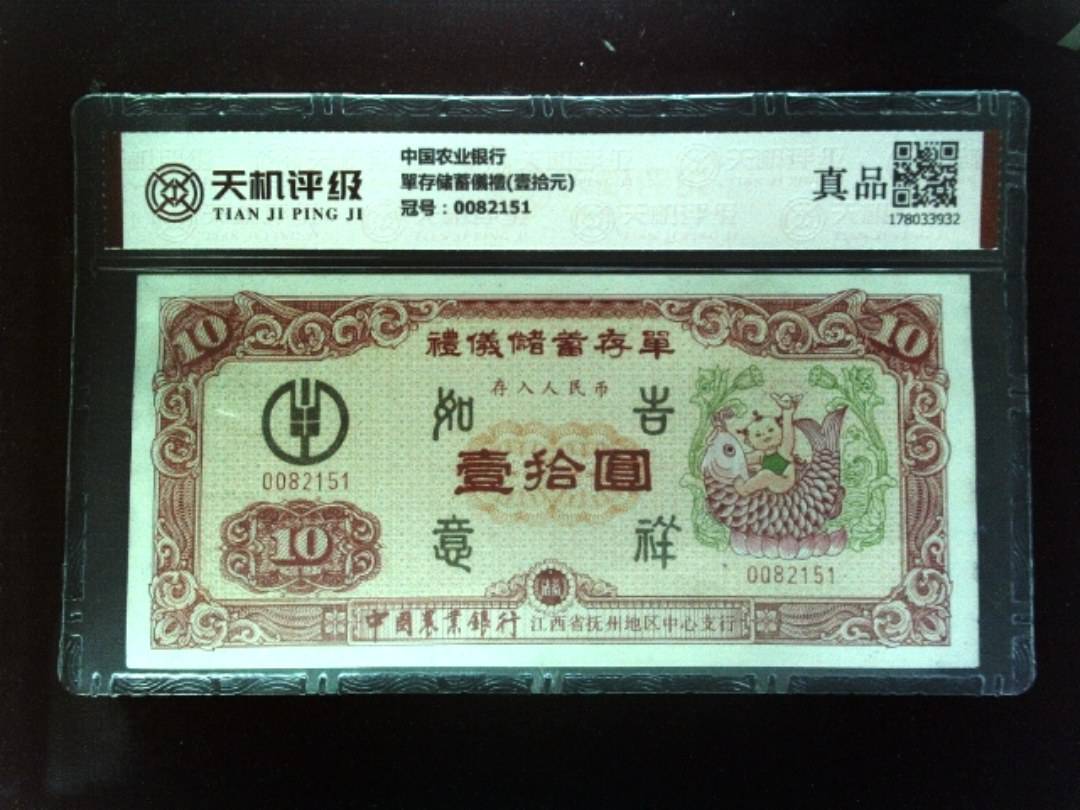 天机评级
TIAN JI PING JI
中国农业银行
單存储蓄儀禮(壹拾元)
冠号：0082151
真品
178033932
10
10
禮儀儲蓄存單
存入人民币
如
吉
0082151
壹拾圓
10
意
祥
0082151
中國農業銀行 江西省抚州地区中心支行